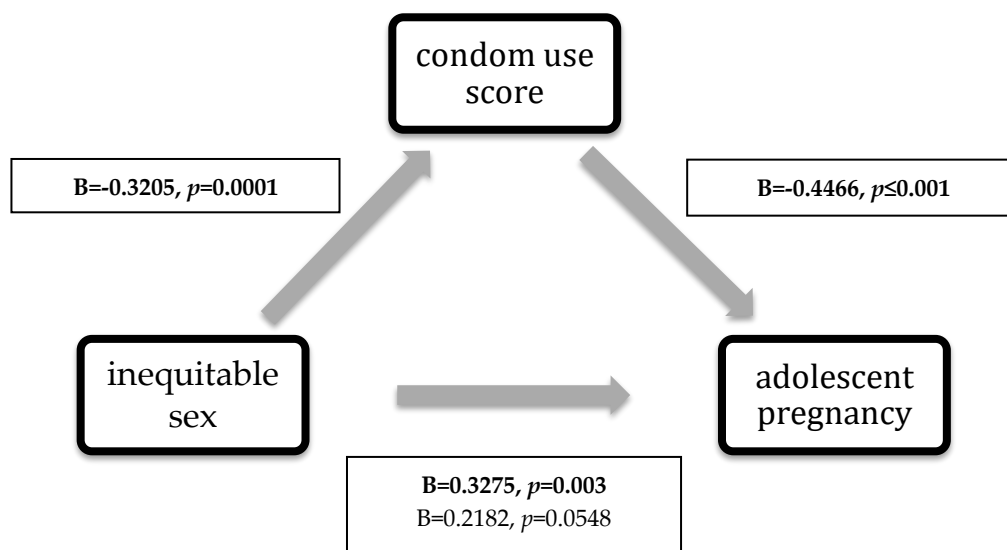 condom use
score
B=-0.3205, p=0.0001
B=-0.4466, p≤0.001
inequitable
sex
adolescent
pregnancy
B=0.3275, p=0.003
B=0.2182, p=0.0548